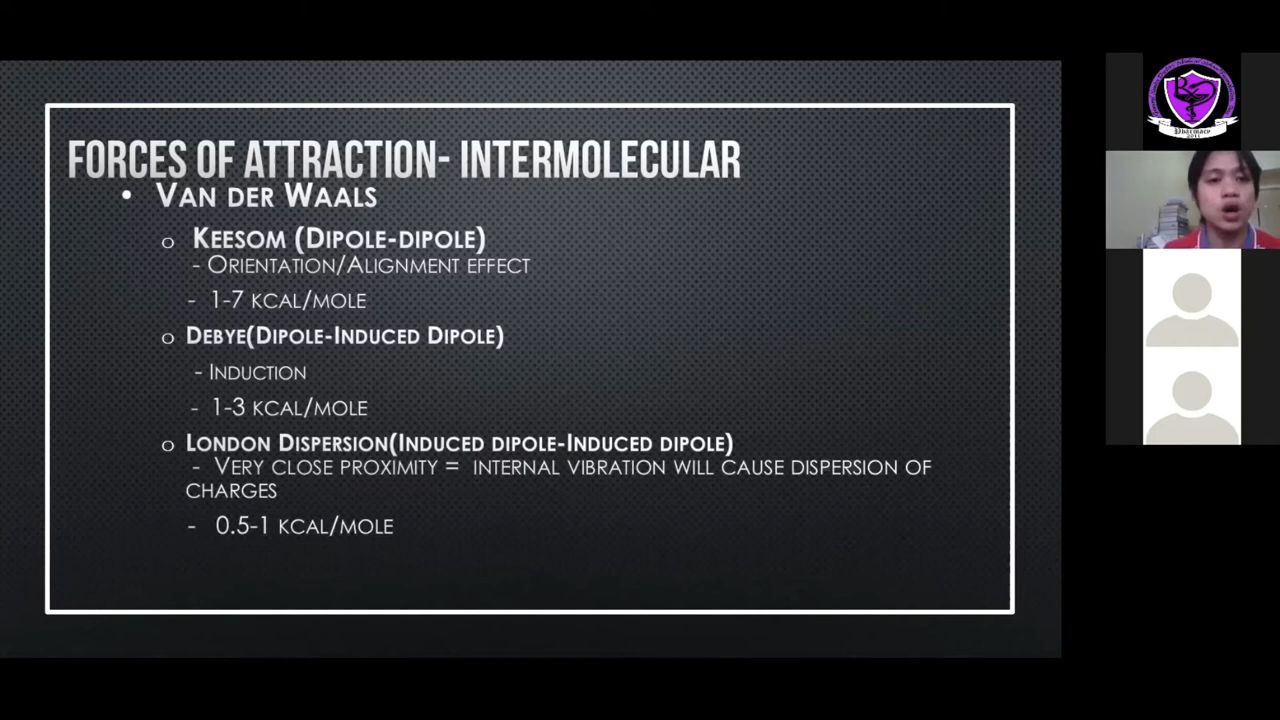 FORCES OF ATTRACTION- INTERMOLECULAR
• VAN DER WAALS
o KEESOM (DIPOLE-DIPOLE)
- ORIENTATION/ALIGNMENT EFFECT
- 1-7 KCAL/MOLE
o DEBYE(DIPOLE-INDUCED DIPOLE)
- INDUCTION
- 1-3 KCAL/MOLE
o LONDON DISPERSION(INDUCED DIPOLE-INDUCED DIPOLE)
- VERY CLOSE PROXIMITY = INTERNAL VIBRATION WILL CAUSE DISPERSION OF
CHARGES
- 0.5-1 KCAL/MOLE
Pharmacy